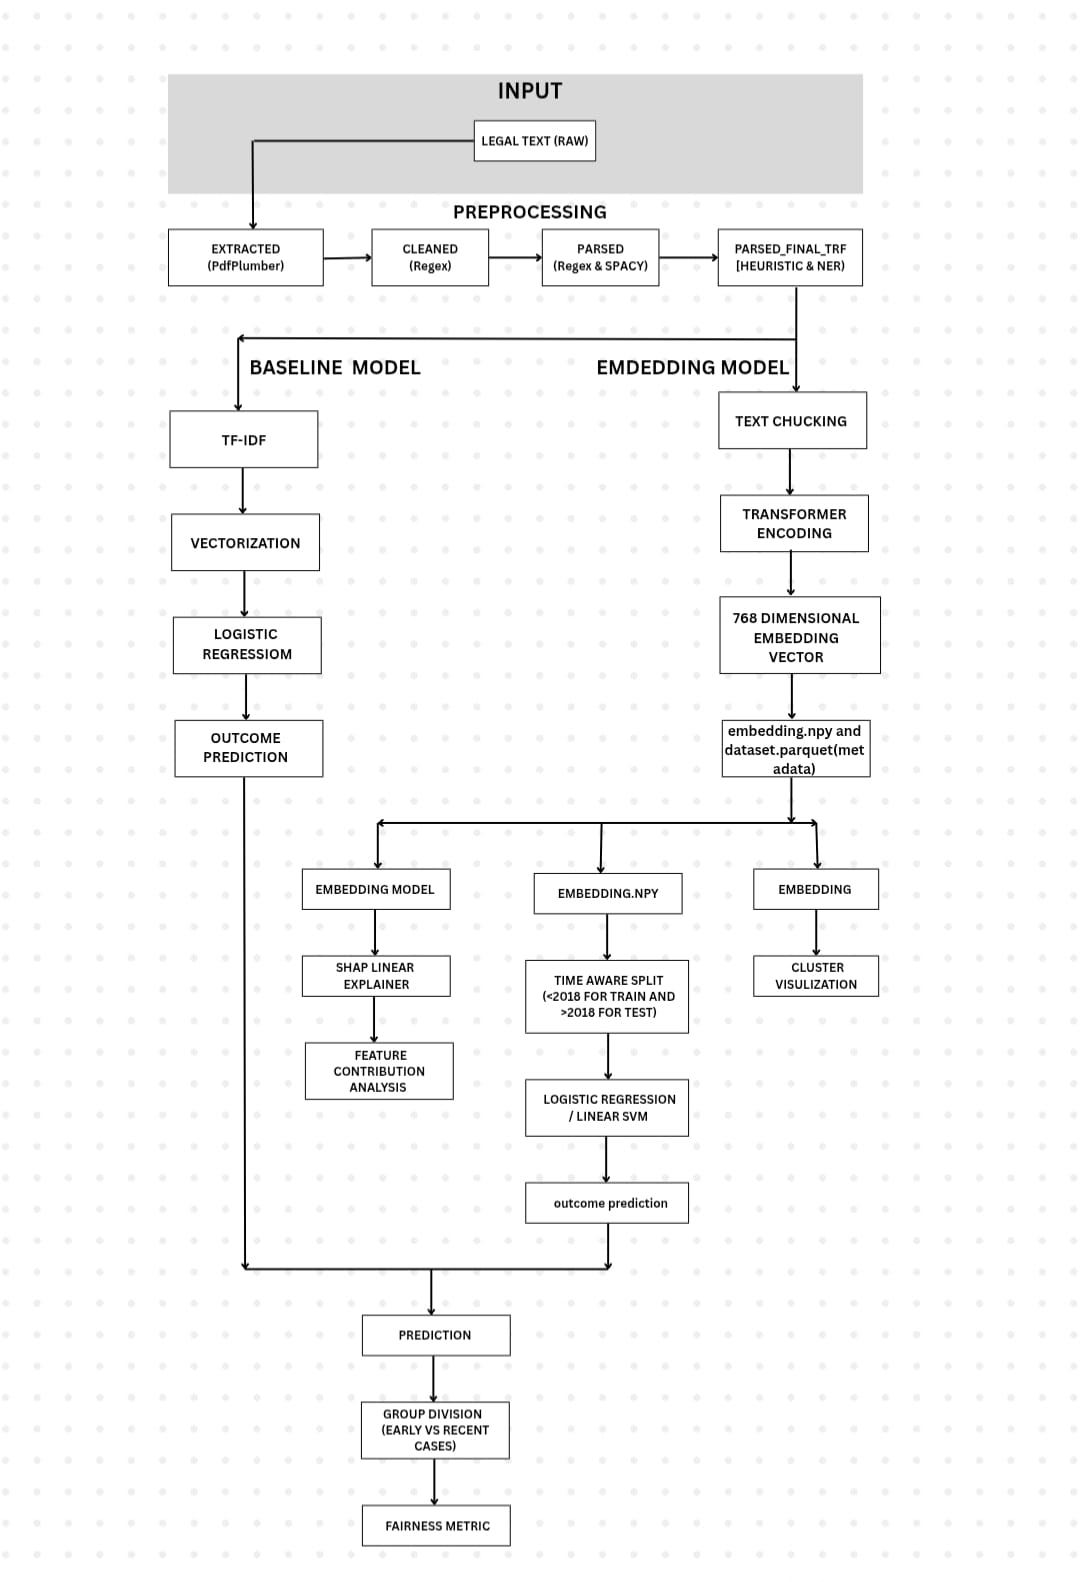 INPUT
LEGAL TEXT (RAW)
PREPROCESSING
EXTRACTED
(PdfPlumber)
CLEANED
(Regex)
PARSED
(Regex & SPACY)
PARSED_FINAL_TRF
[HEURISTIC & NER)
BASELINE MODEL
EMDEDDING MODEL
TF-IDF
VECTORIZATION
LOGISTIC
REGRESSIOM
OUTCOME
PREDICTION
TEXT CHUCKING
TRANSFORMER
ENCODING
768 DIMENSIONAL
EMBEDDING
VECTOR
embedding.npy and
dataset.parquet(met
adata)
EMBEDDING MODEL
SHAP LINEAR
EXPLAINER
FEATURE
CONTRIBUTION
ANALYSIS
EMBEDDING.NPY
TIME AWARE SPLIT
(<2018 FOR TRAIN AND
>2018 FOR TEST)
LOGISTIC REGRESSION
/ LINEAR SVM
outcome prediction
EMBEDDING
CLUSTER
VISULIZATION
PREDICTION
GROUP DIVISION
(EARLY VS RECENT
CASES)
FAIRNESS METRIC